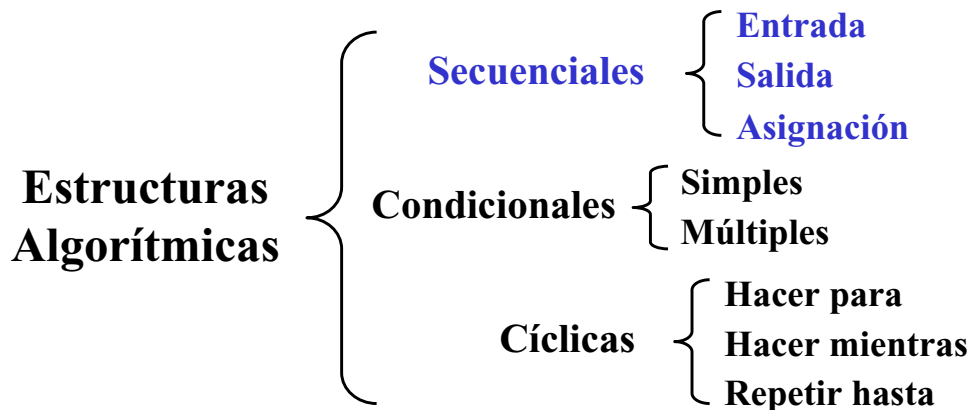 Estructuras
Algorítmicas
Secuenciales
Entrada
Salida
Asignación
Condicionales
Simples
Múltiples
Cíclicas
Hacer para
Hacer mientras
Repetir hasta